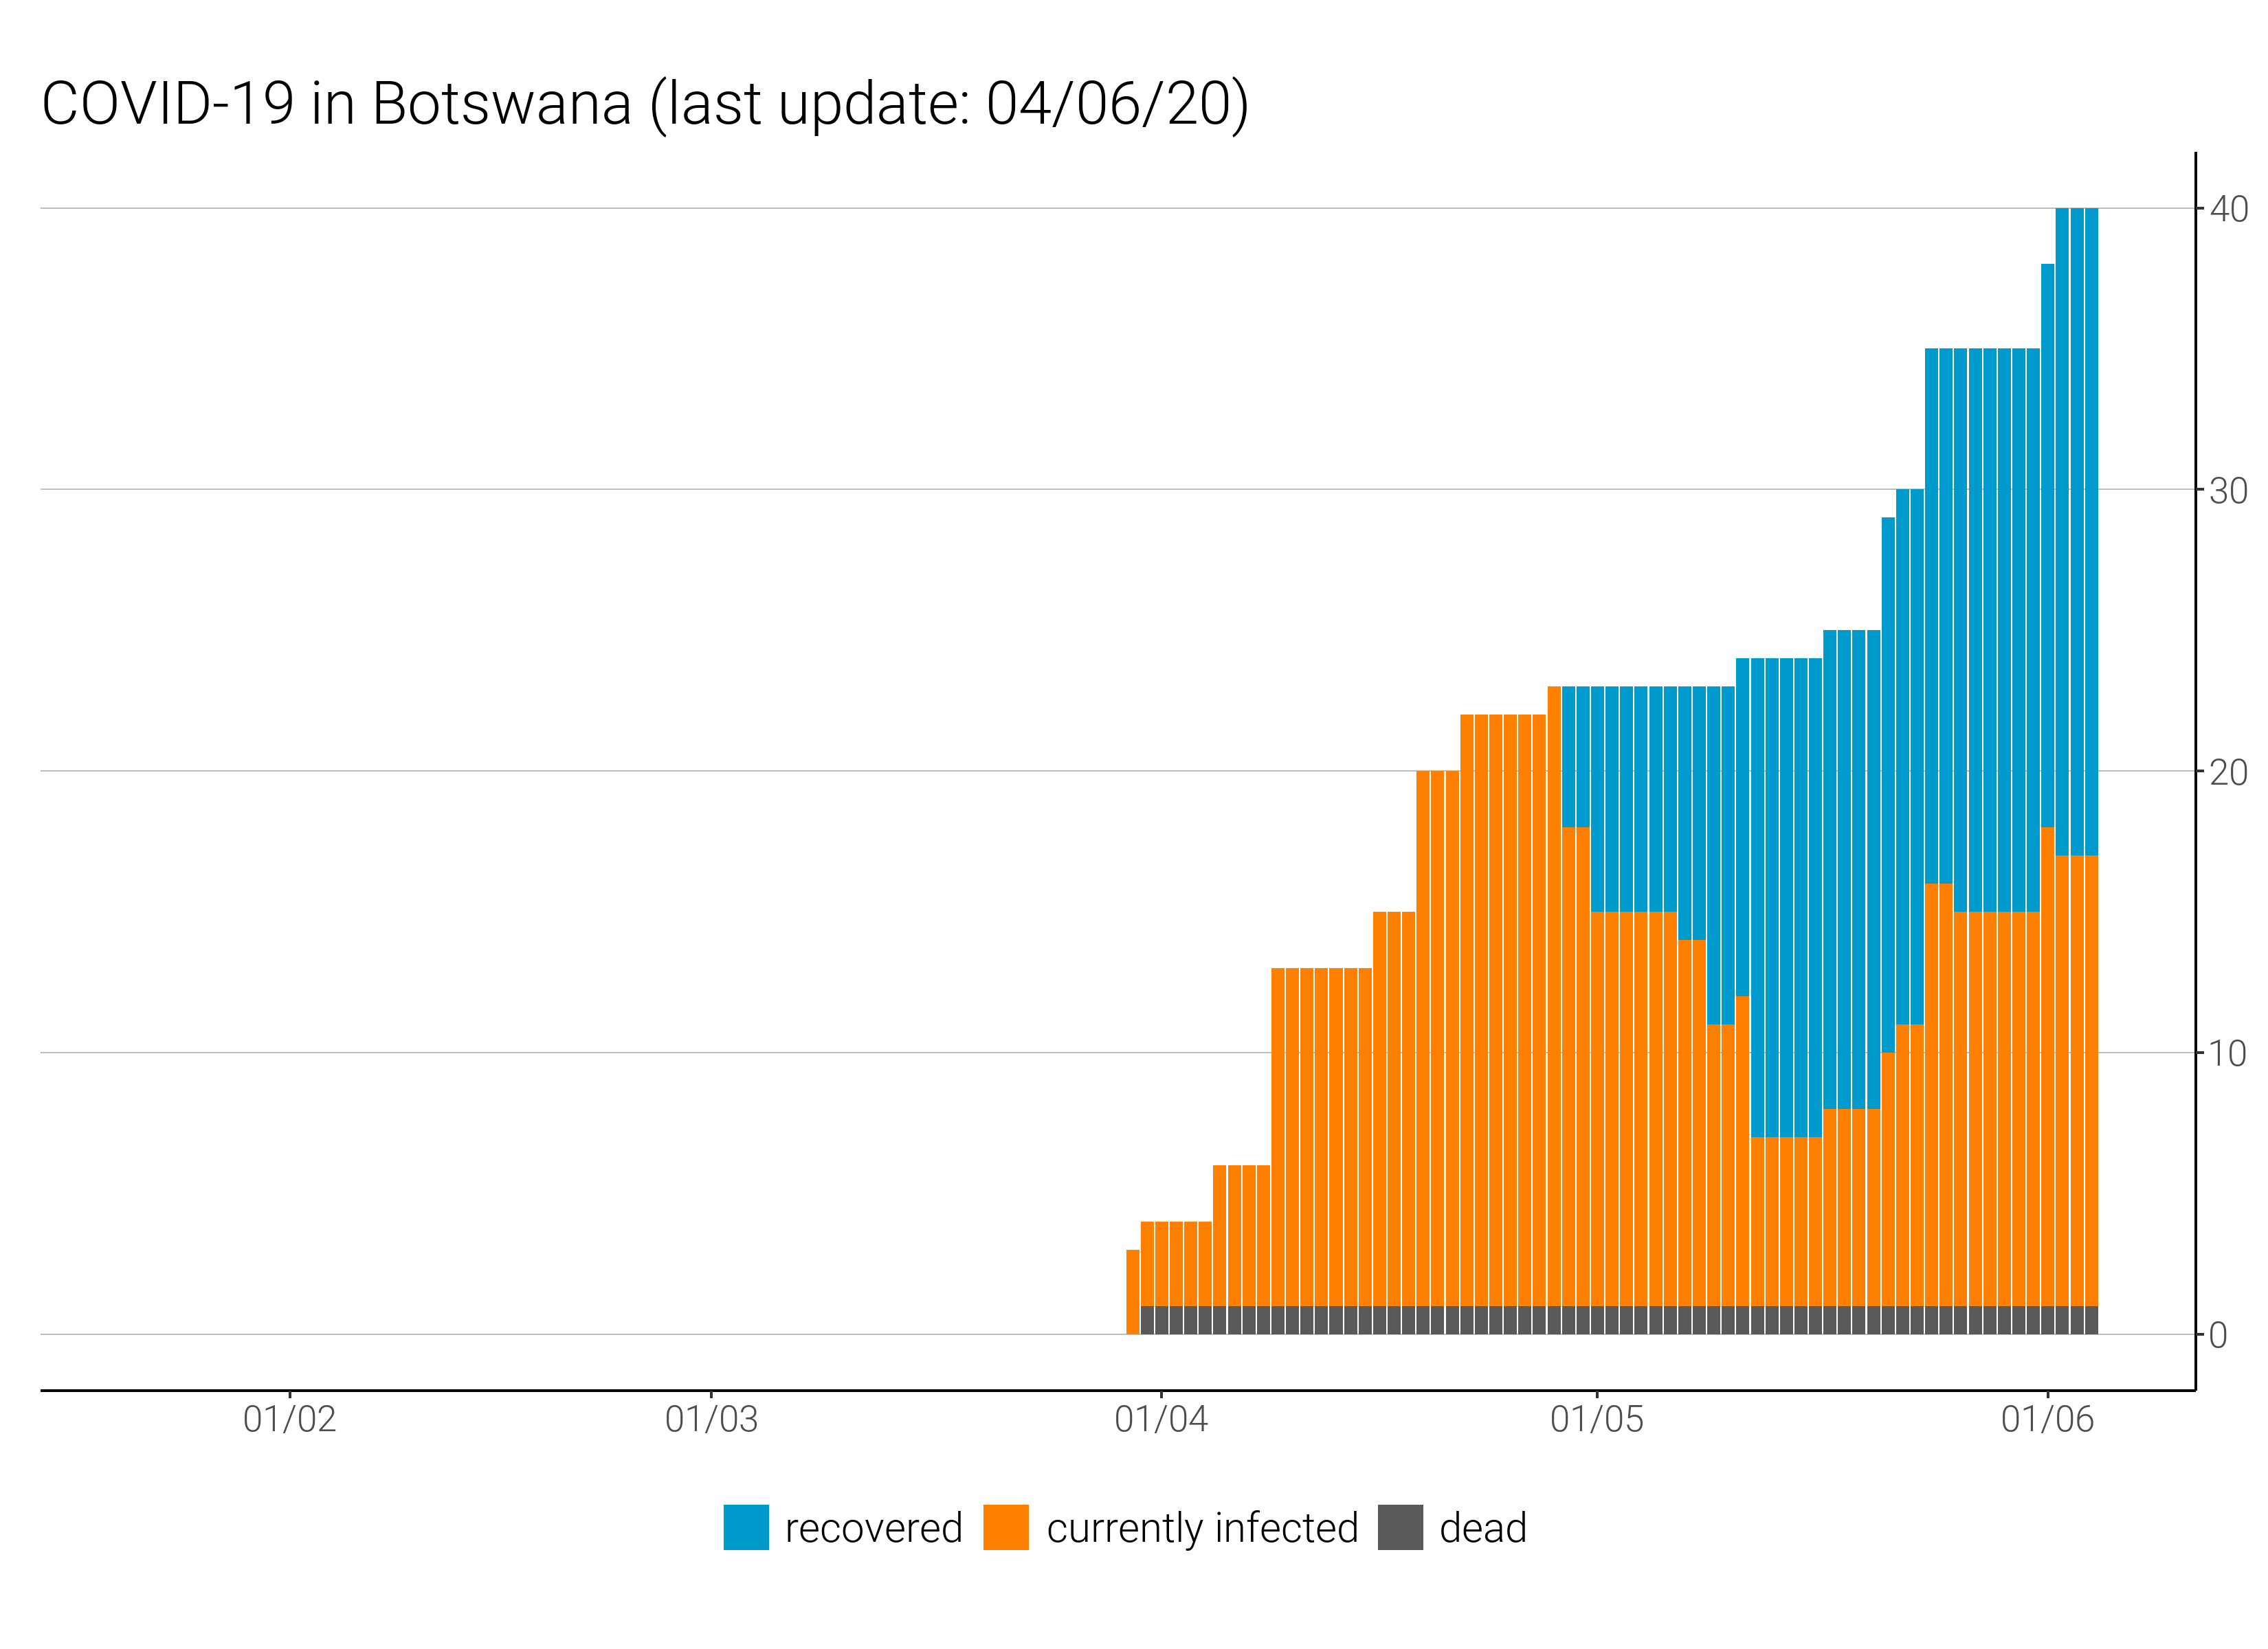 COVID-19 in Botswana (last update: 04/06/20)
40
30
20
10
0
01/02 01/03 01/04 01/05 01/06
recovered currently infected dead